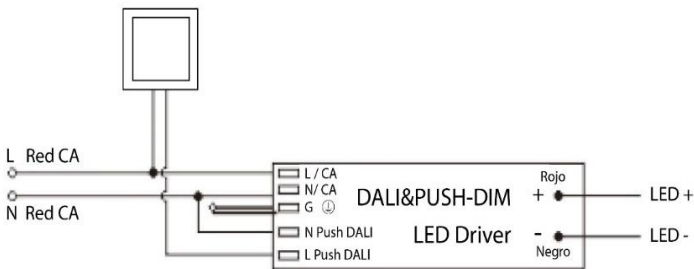 L Red CA
N Red CA
L / CA
N/ CA
G ⏚
N Push DALI
L Push DALI
DALI&PUSH-DIM
LED Driver
Rojo
+
-
Negro
LED +
LED -